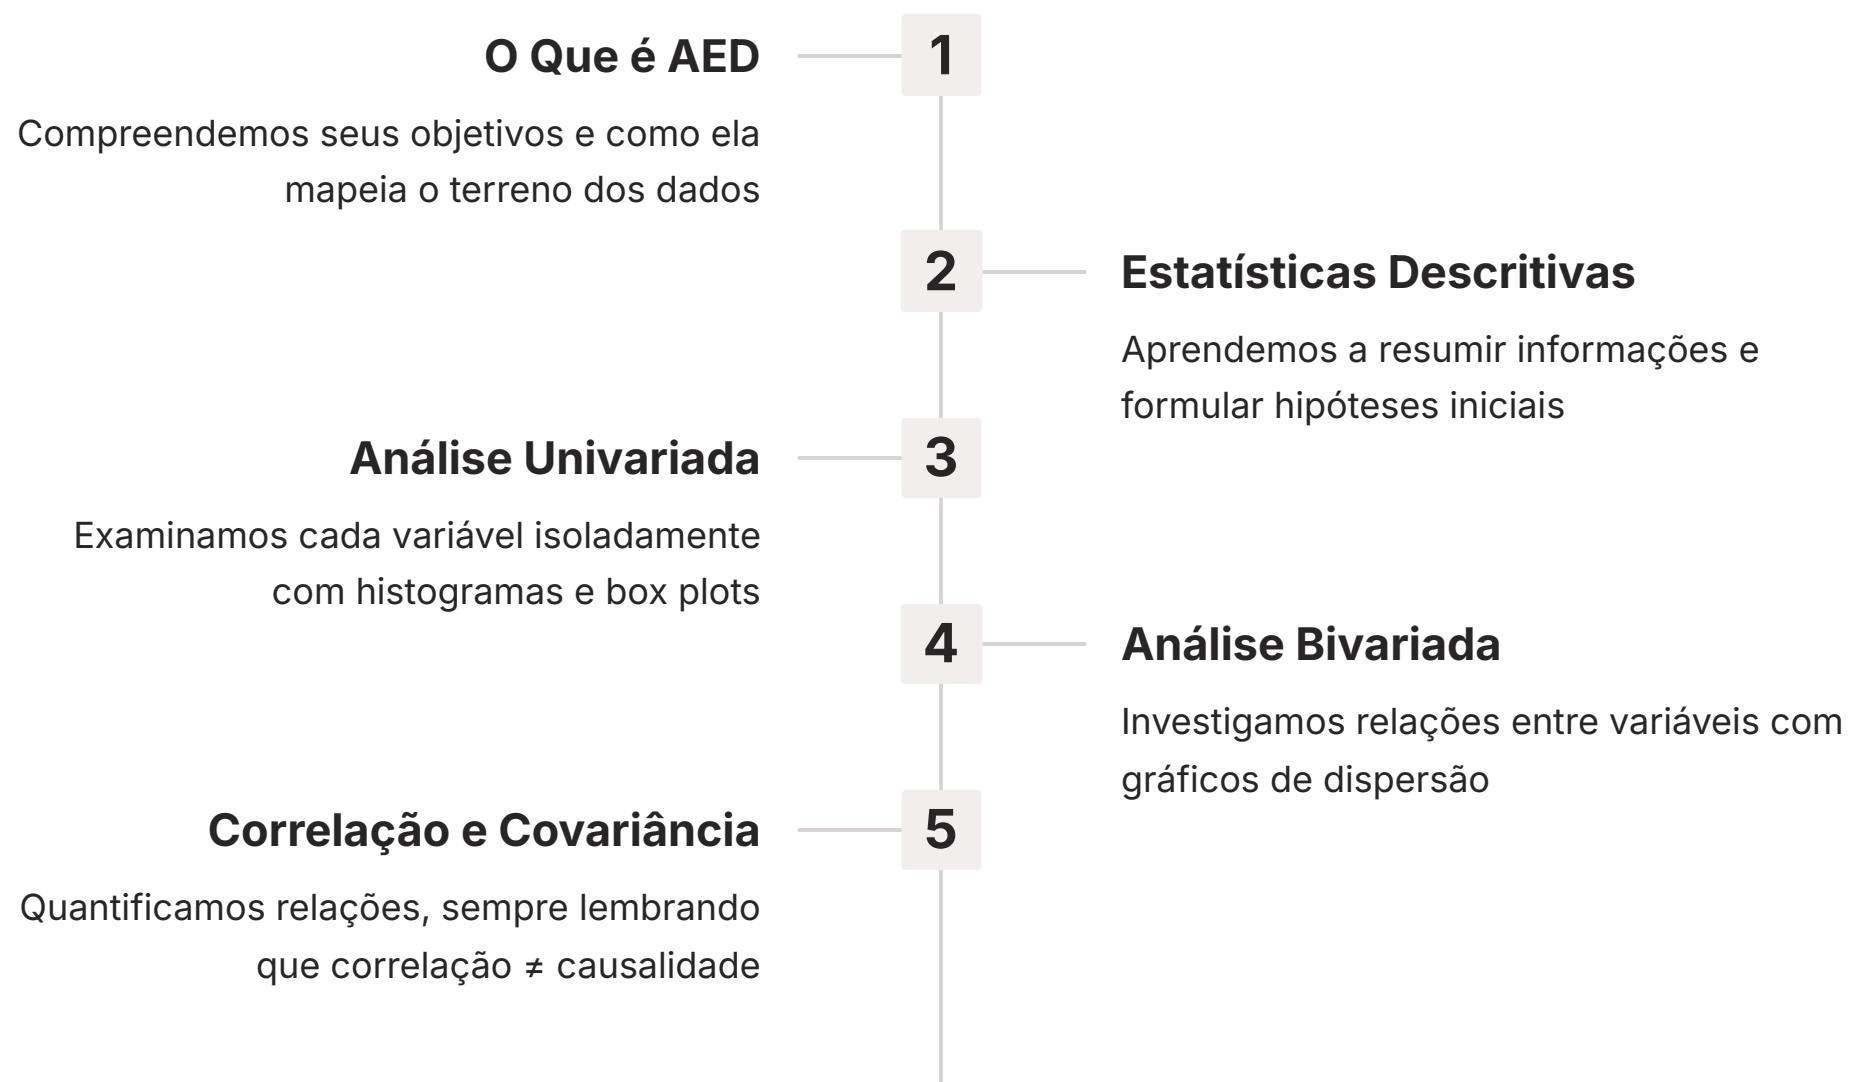 1
O Que é AED
Compreendemos seus objetivos e como ela
mapeia o terreno dos dados
2
Estatísticas Descritivas
Aprendemos a resumir informações e
formular hipóteses iniciais
3
Análise Univariada
Examinamos cada variável isoladamente
com histogramas e box plots
4
Análise Bivariada
Investigamos relações entre variáveis com
gráficos de dispersão
5
Correlação e Covariância
Quantificamos relações, sempre lembrando
que correlação ≠ causalidade